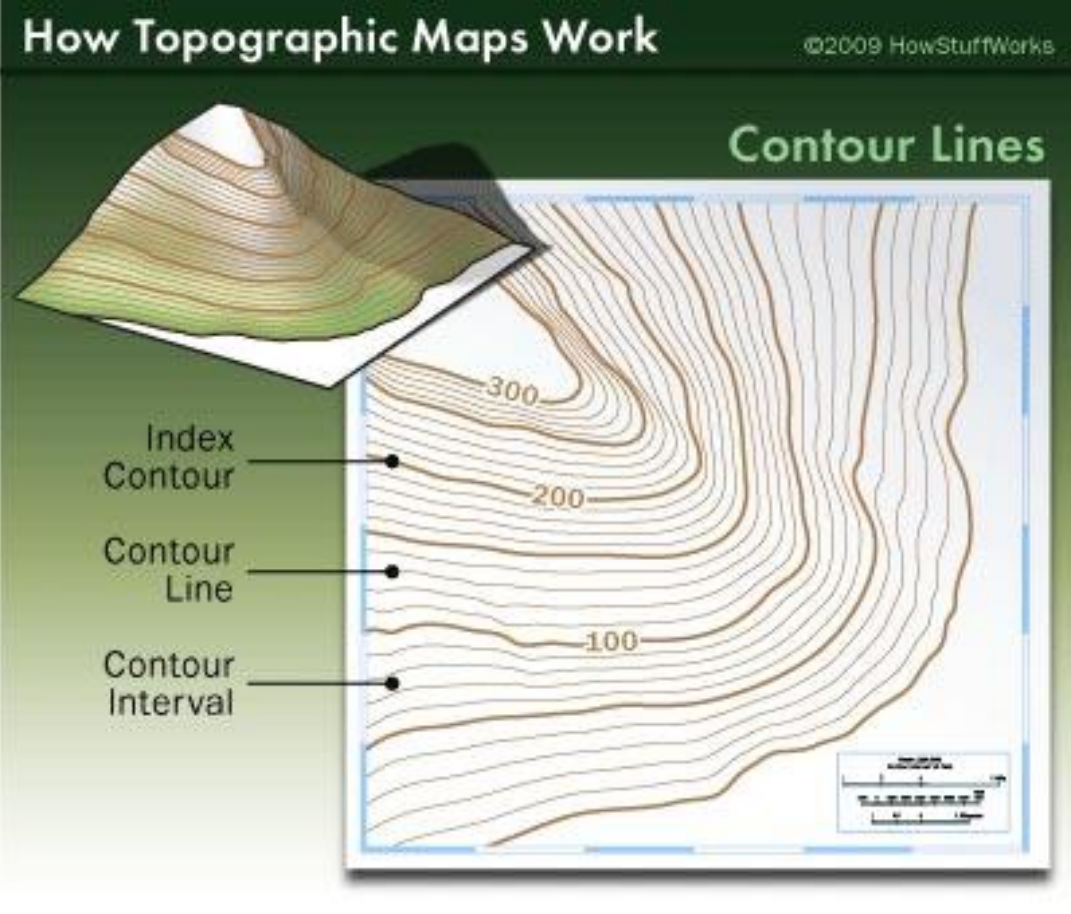 How Topographic Maps Work
©2009 HowStuffWorks
Contour Lines
300
Index
Contour
200
Contour
Line
100
Contour
Interval